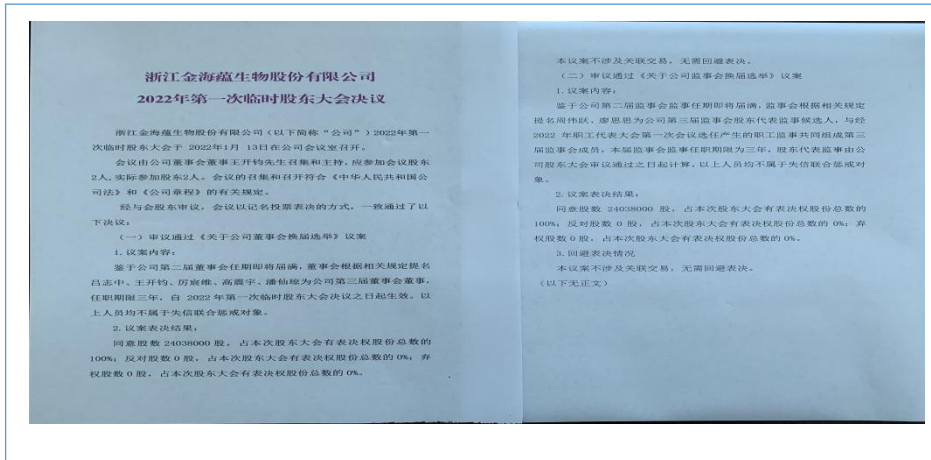 浙江金海蕴生物股份有限公司
2022年第一次临时股东大会决议
浙江金海蕴生物股份有限公司（以下简称“公司”）2022年第一
次临时股东大会于 2022年1月 13日在公司会议室召开。
会议由公司董事会董事王开钧先生召集和主持，应参加会议股东
2人，实际参加股东2人。会议的召集和召开符合《中华人民共和国公
司法》和《公司章程》的有关规定。
经与会股东审议，会议以记名投票表决的方式，一致通过了以
下决议：
（一）审议通过《关于公司董事会换届选举》议案
1.议案内容：
鉴于公司第二届董事会任期即将届满，董事会根据相关规定提名
吕志中、王开钧、厉宸维、高震宇、潘仙琼为公司第三届董事会董事，
任职期限三年，自 2022 年第一次临时股东大会决议之日起生效。以
上人员均不属于失信联合惩戒对象。
2.议案表决结果：
同意股数 24038000 股，占本次股东大会有表决权股份总数的
100%；反对股数 0 股，占本次股东大会有表决权股份总数的 0%；弃
权股数 0 股，占本次股东大会有表决权股份总数的 0%。
本议案不涉及关联交易，无需回避表决。
（二）审议通过《关于公司监事会换届选举》议案
1.议案内容：
鉴于公司第二届监事会监事任期即将届满，监事会根据相关规定
提名周伟跃、廖思思为公司第三届监事会股东代表监事候选人，与经
2022 年职工代表大会第一次会议选任产生的职工监事共同组成第三
届监事会成员，本届监事会监事任职期限为三年，股东代表监事由公
司股东大会审议通过之日起计算。以上人员均不属于失信联合惩戒对
象。
2.议案表决结果：
同意股数 24038000 股，占本次股东大会有表决权股份总数的
100%；反对股数 0 股，占本次股东大会有表决权股份总数的 0%；弃
权股数 0 股，占本次股东大会有表决权股份总数的 0%。
3.回避表决情况
本议案不涉及关联交易，无需回避表决。
（以下无正文）